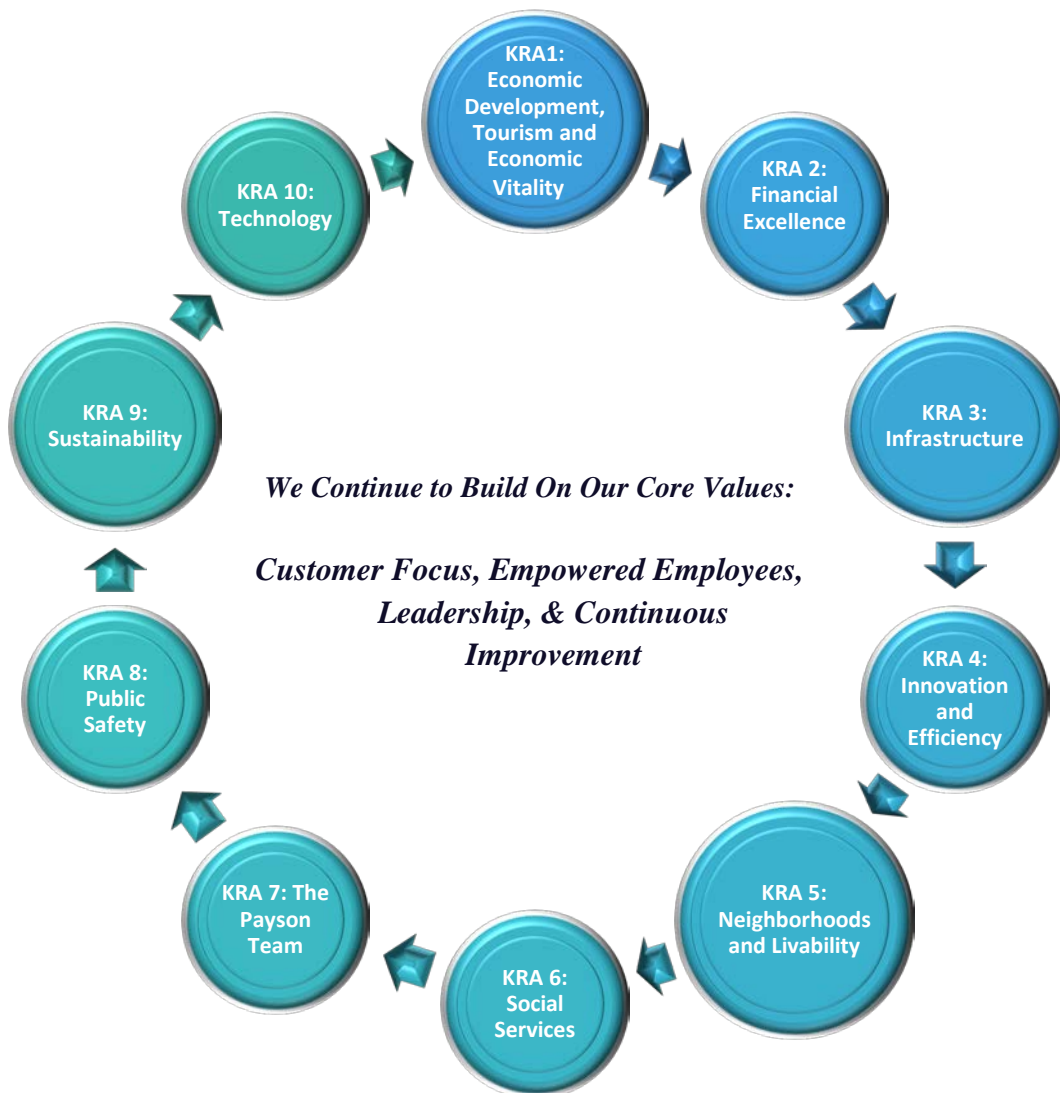 KRA1:
Economic
Development,
Tourism and
Economic
Vitality
KRA 2:
Financial
Excellence
KRA 3:
Infrastructure
KRA 4:
Innovation
and
Efficiency
KRA 5:
Neighborhoods
and Livability
KRA 6:
Social
Services
KRA 7: The
Payson
Team
KRA 8:
Public
Safety
KRA 9:
Sustainability
KRA 10:
Technology
We Continue to Build On Our Core Values:
Customer Focus, Empowered Employees,
Leadership, & Continuous
Improvement